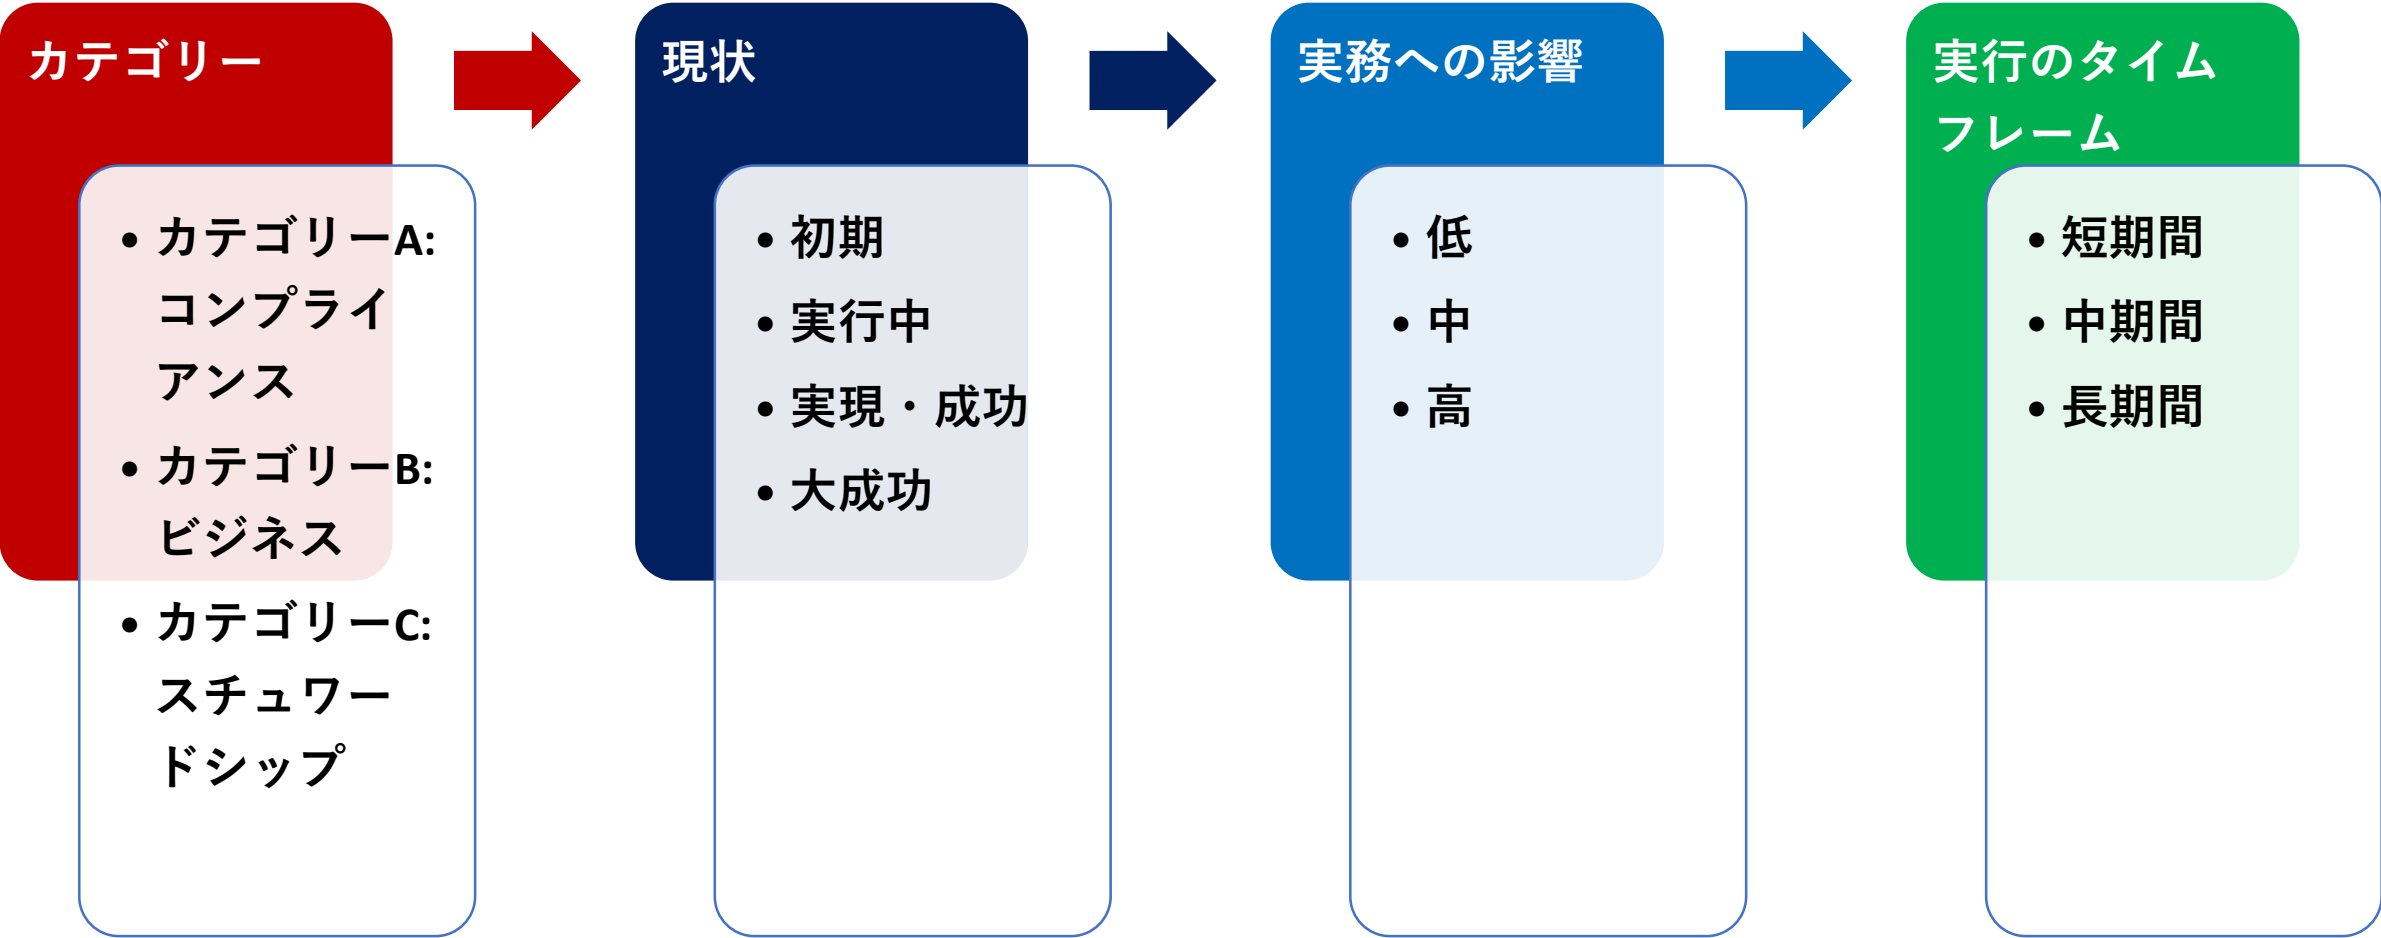 カテゴリー
• カテゴリーA:
コンプライ
アンス
• カテゴリーB:
ビジネス
• カテゴリーC:
スチュワー
ドシップ
現状
• 初期
• 実行中
• 実現・成功
• 大成功
実務への影響
• 低
• 中
• 高
実行のタイム
フレーム
• 短期間
• 中期間
• 長期間